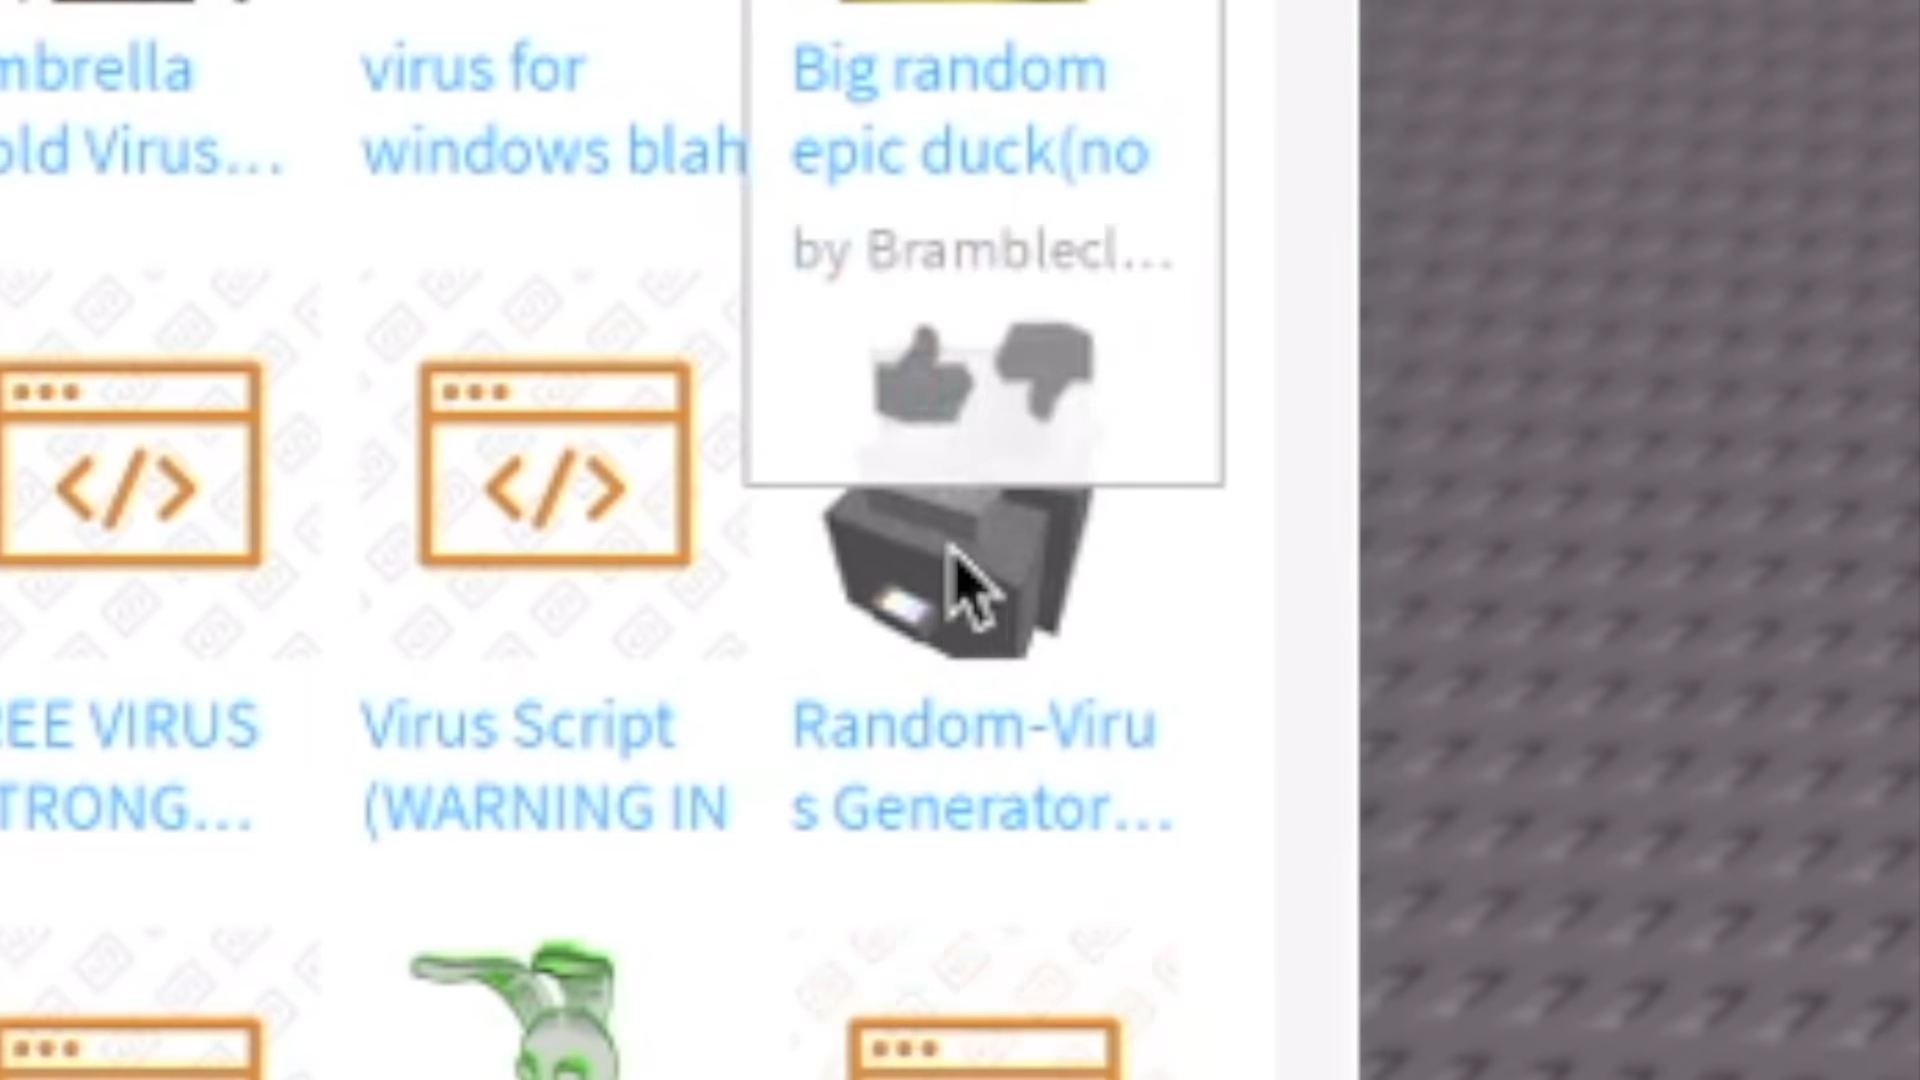 mbrella
old Virus...
virus for
windows blah
Big random
epic duck(no
by Bramblecl...
</>
</>
REE VIRUS
TRONG...
Virus Script
(WARNING IN
Random-Viru
s Generator...